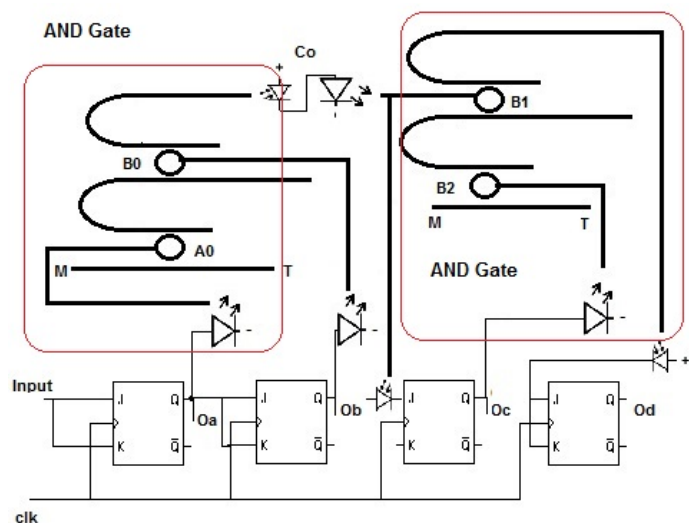 AND Gate
Co
B1
B0
B2
A0
M T
M T
AND Gate
Input
J Q
K Q
Oa
J Q
K Q
Ob
J Q
K Q
Oc
J Q
K Q
Od
clk